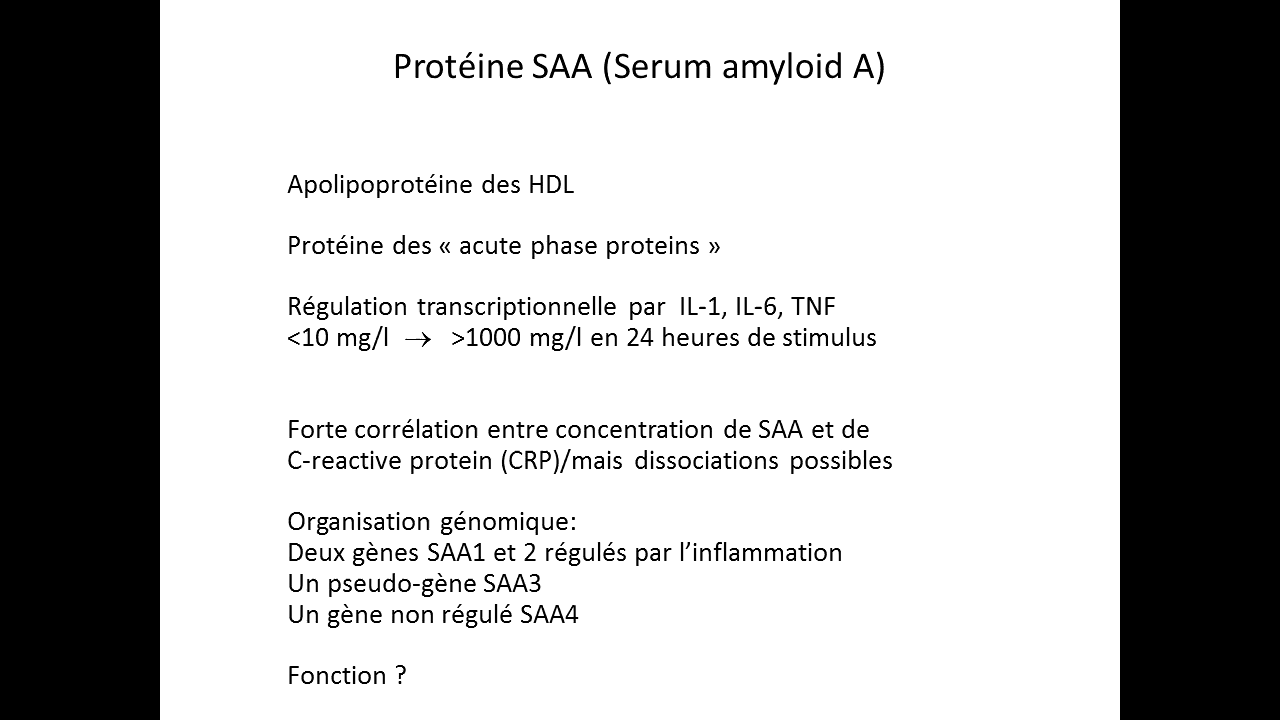 Protéine SAA (Serum amyloid A)
Apolipoprotéine des HDL
Protéine des « acute phase proteins »
Régulation transcriptionnelle par IL-1, IL-6, TNF
<10 mg/l → >1000 mg/l en 24 heures de stimulus
Forte corrélation entre concentration de SAA et de
C-reactive protein (CRP)/mais dissociations possibles
Organisation génomique:
Deux gènes SAA1 et 2 régulés par l’inflammation
Un pseudo-gène SAA3
Un gène non régulé SAA4
Fonction ?